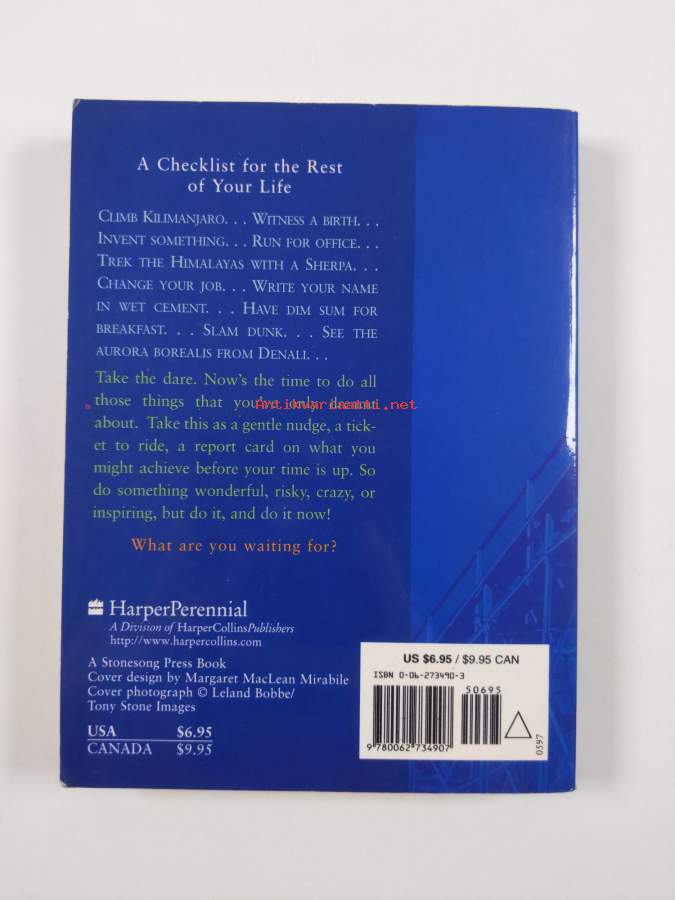 A Checklist for the Rest
of Your Life
CLIMB KILIMANJARO. . . WITNESS A BIRTH. . .
INVENT SOMETHING. . . RUN FOR OFFICE. . .
TREK THE HIMALAYAS WITH A SHERPA. . .
CHANGE YOUR JOB. . . WRITE YOUR NAME
IN WET CEMENT. . . HAVE DIM SUM FOR
BREAKFAST. . . SLAM DUNK. . . SEE THE
AURORA BOREALIS FROM DENALI. . .
Take the dare. Now's the time to do all
those things that you've only dreamt
Antikvariaatti.net
about. Take this as a gentle nudge, a tick-
et to ride, a report card on what you
might achieve before your time is up. So
do something wonderful, risky, crazy, or
inspiring, but do it, and do it now!
What are you waiting for?
HarperPerennial
A Division of HarperCollinsPublishers
http://www.harpercollins.com
A Stonesong Press Book
Cover design by Margaret MacLean Mirabile
Cover photograph © Leland Bobbe/
Tony Stone Images
USA $6.95
CANADA $9.95
US $6.95 / $9.95 CAN
ISBN 0-06-273490-3
50695
9 780062 734907
0597